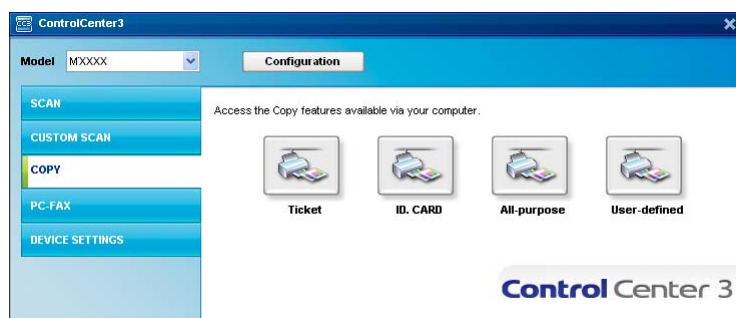 ControlCenter3
Model MXXXX Configuration
SCAN
CUSTOM SCAN
COPY
PC-FAX
DEVICE SETTINGS
Access the Copy features available via your computer.
Ticket ID. CARD All-purpose User-defined
Control Center 3